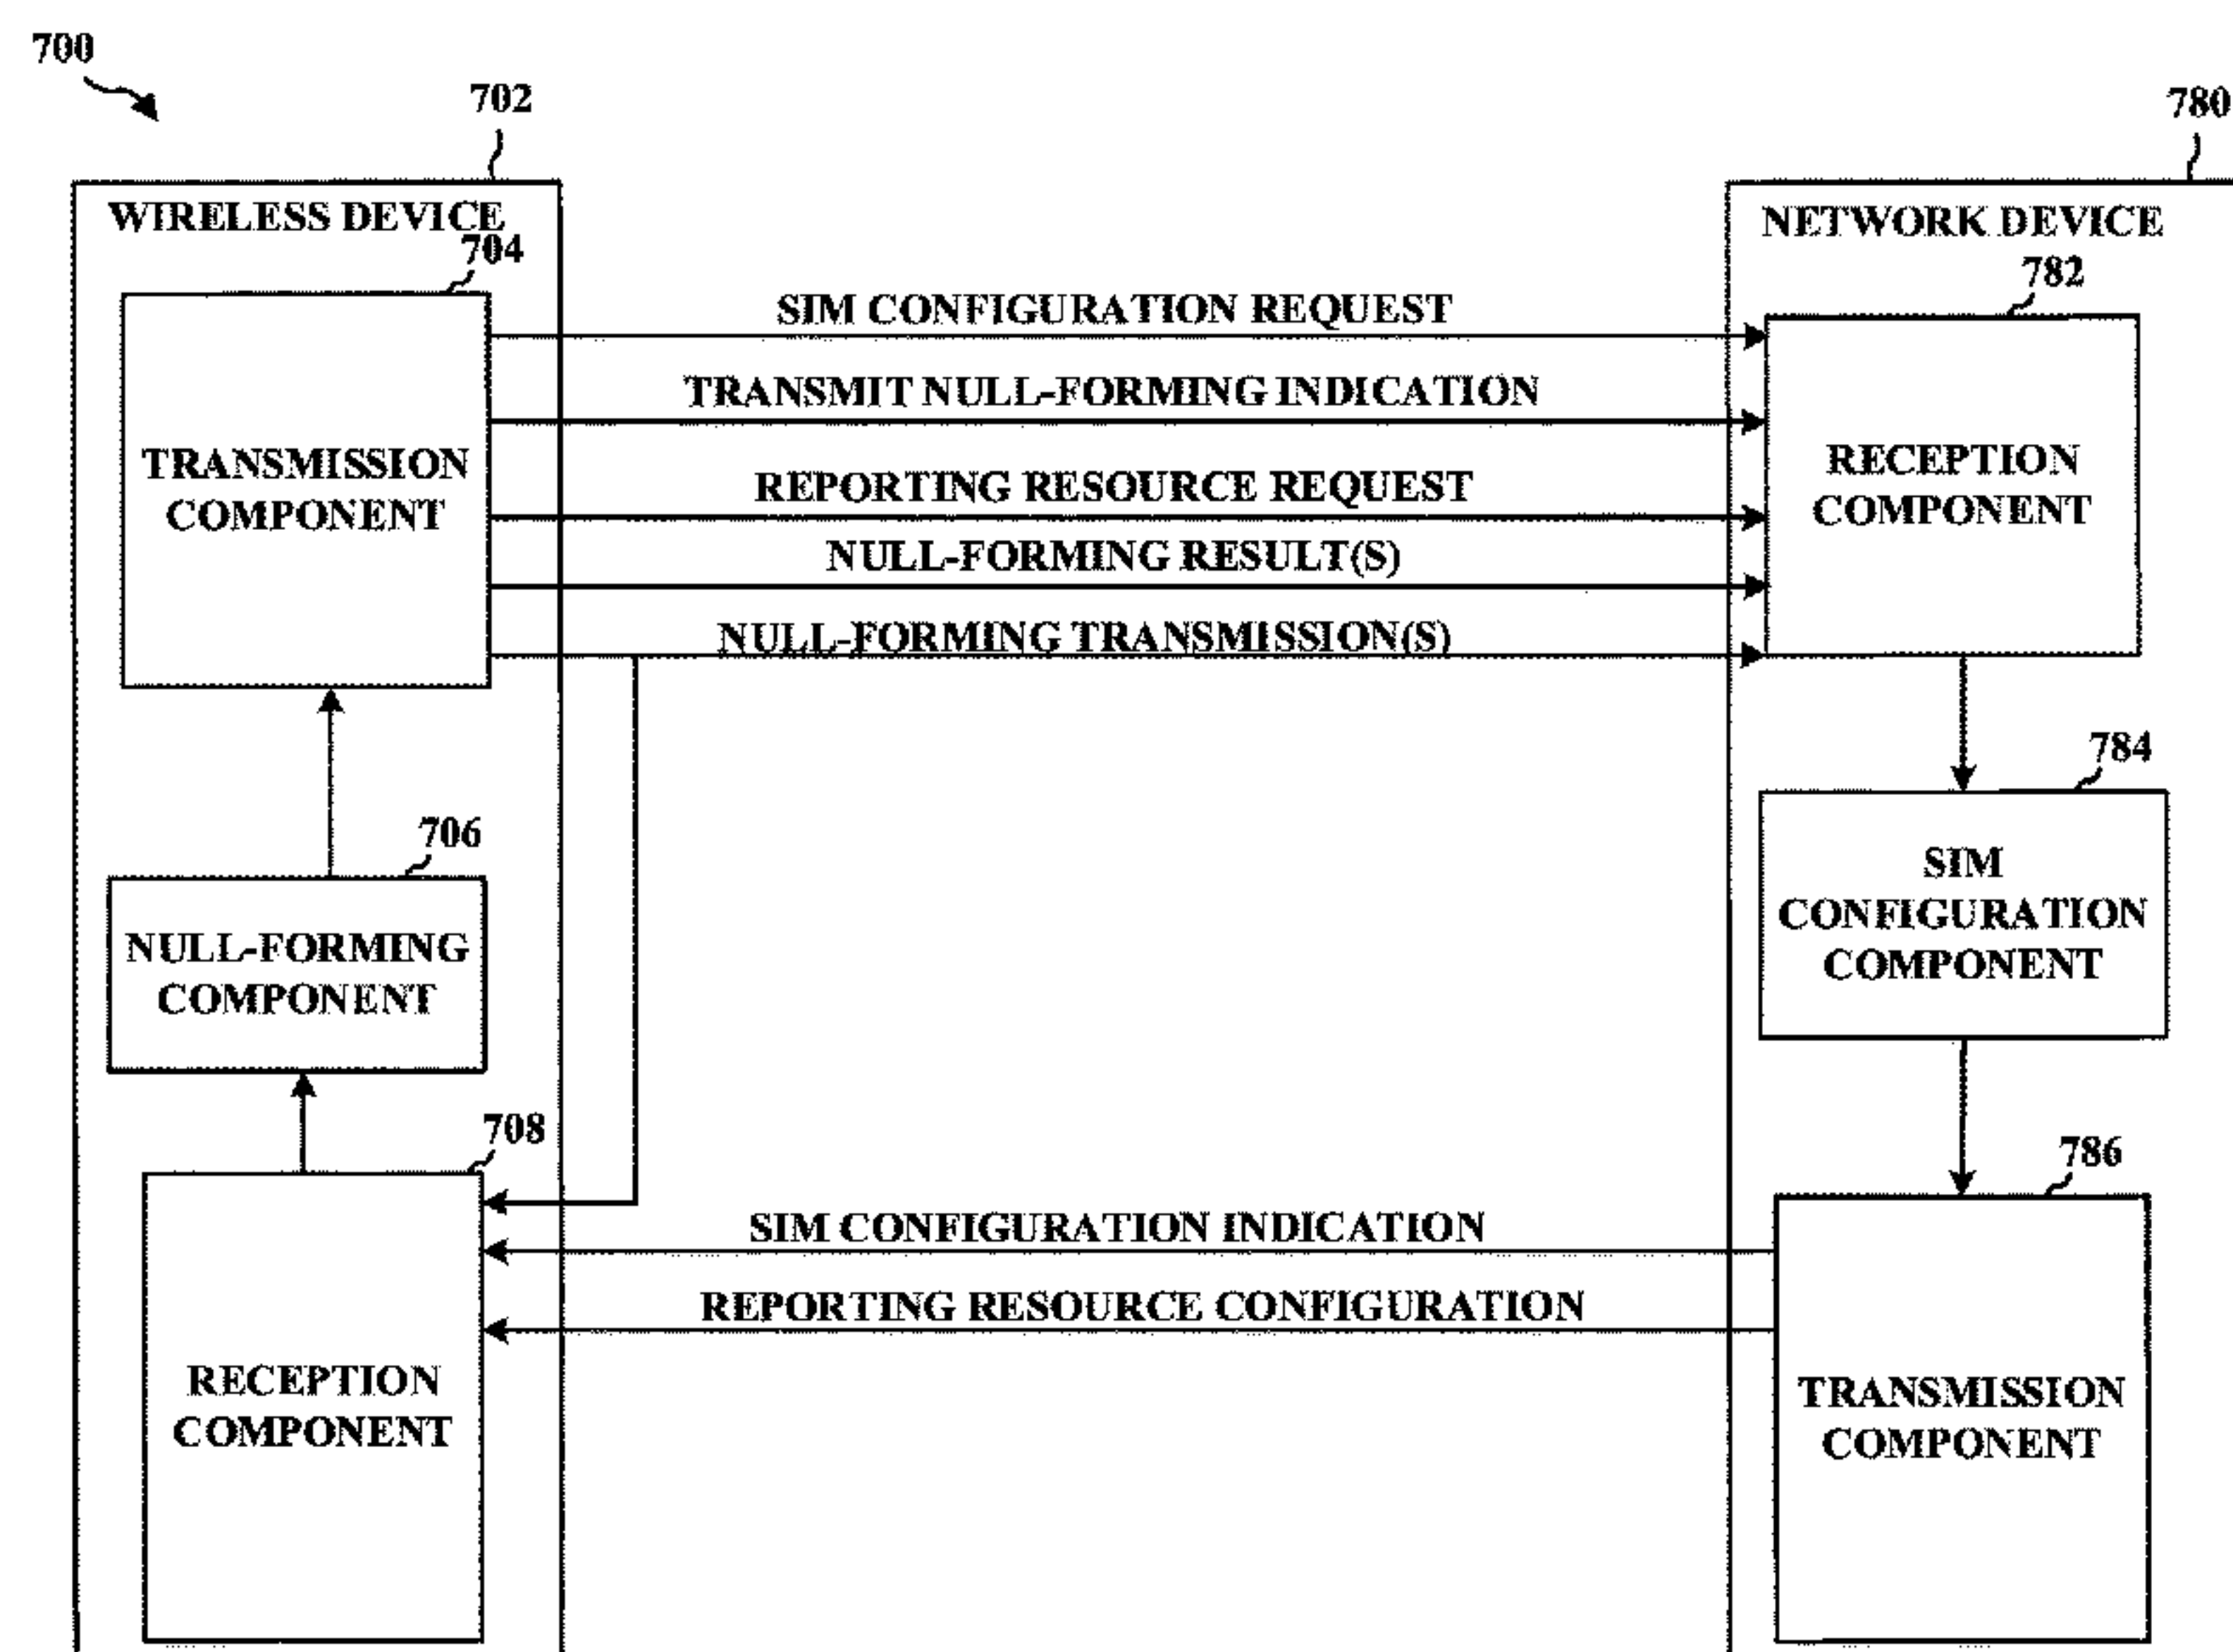 700
702
780
WIRELESS DEVICE
NETWORK DEVICE
704
782
SIM CONFIGURATION REQUEST
TRANSMIT NULL-FORMING INDICATION
TRANSMISSION
COMPONENT
RECEPTION
COMPONENT
REPORTING RESOURCE REQUEST
NULL-FORMING RESULT(S)
NULL-FORMING TRANSMISSION(S)
784
706
SIM
CONFIGURATION
COMPONENT
NULL-FORMING
COMPONENT
708
786
SIM CONFIGURATION INDICATION
REPORTING RESOURCE CONFIGURATION
RECEPTION
COMPONENT
TRANSMISSION
COMPONENT